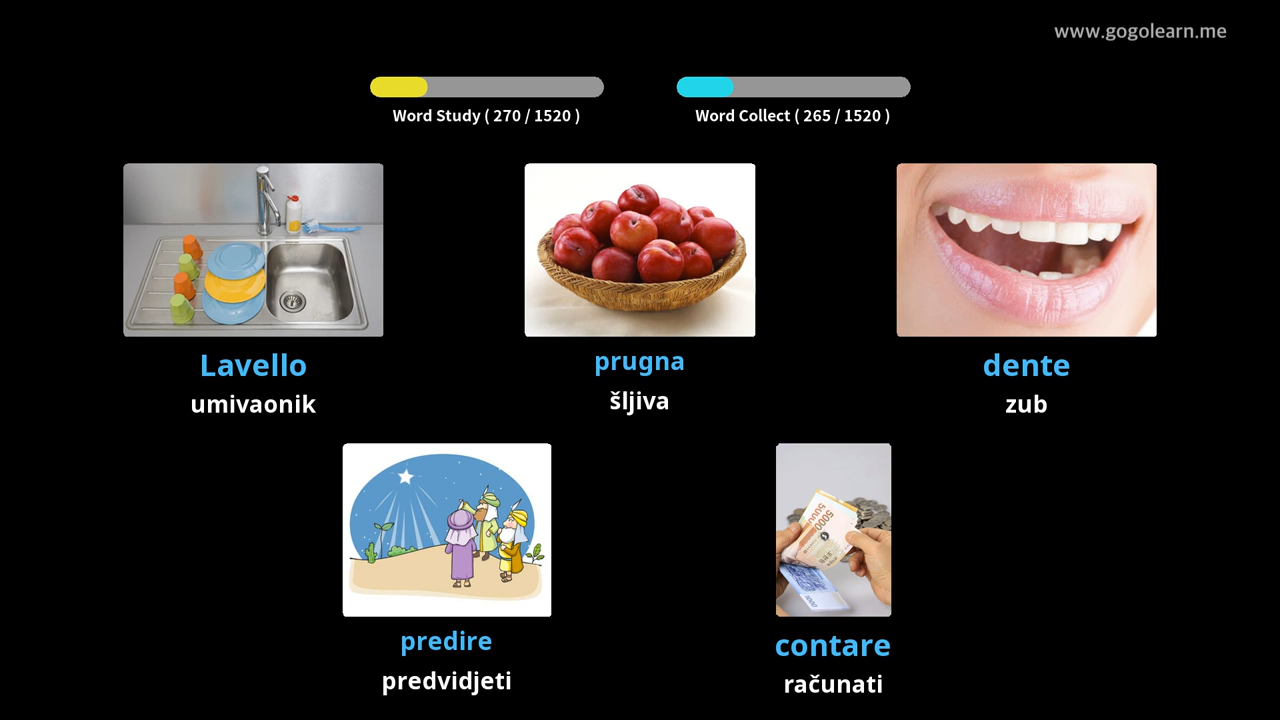 www.gogolearn.me
Word Study ( 270 / 1520 )
Word Collect ( 265 / 1520 )
Lavello
umivaonik
prugna
šljiva
dente
zub
5000
predire
predvidjeti
contare
računati